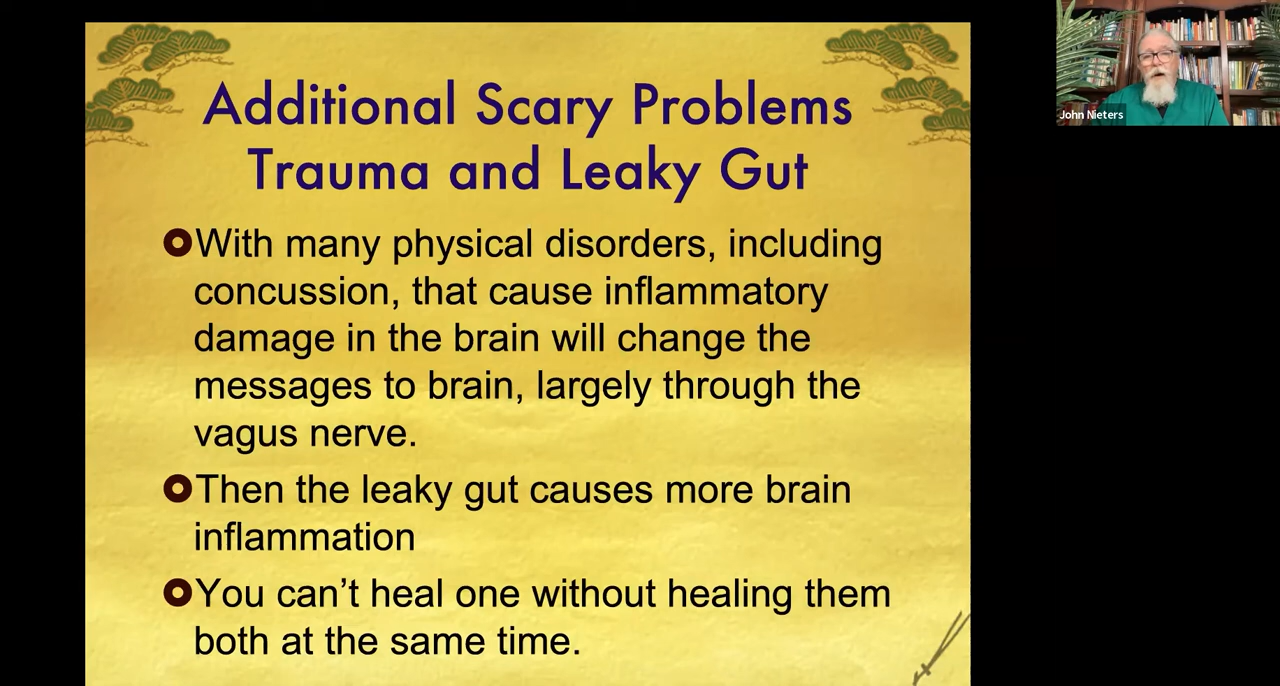 Additional Scary Problems
Trauma and Leaky Gut
With many physical disorders, including
concussion, that cause inflammatory
damage in the brain will change the
messages to brain, largely through the
vagus nerve.
Then the leaky gut causes more brain
inflammation
You can’t heal one without healing them
both at the same time.
John Nieters